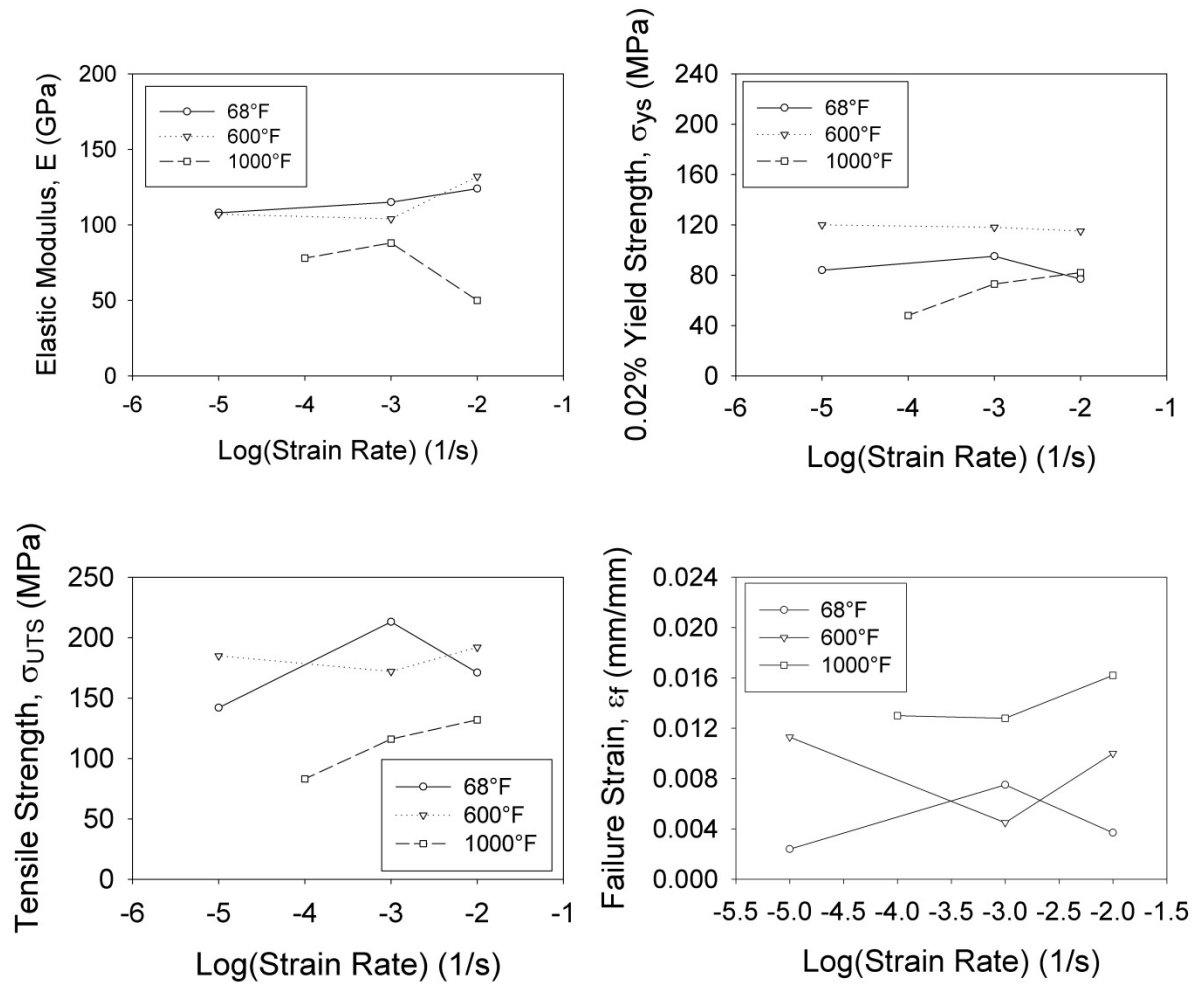 Elastic Modulus, E (GPa)
200
150
100
50
0
68°F
600°F
1000°F
-6 -5 -4 -3 -2 -1
Log(Strain Rate) (1/s)
0.02% Yield Strength, σys (MPa)
240
200
160
120
80
40
0
68°F
600°F
1000°F
-6 -5 -4 -3 -2 -1
Log(Strain Rate) (1/s)
Tensile Strength, σUTS (MPa)
250
200
150
100
50
0
68°F
600°F
1000°F
-6 -5 -4 -3 -2 -1
Log(Strain Rate) (1/s)
Failure Strain, εf (mm/mm)
0.024
0.020
0.016
0.012
0.008
0.004
0.000
68°F
600°F
1000°F
-5.5 -5.0 -4.5 -4.0 -3.5 -3.0 -2.5 -2.0 -1.5
Log(Strain Rate) (1/s)